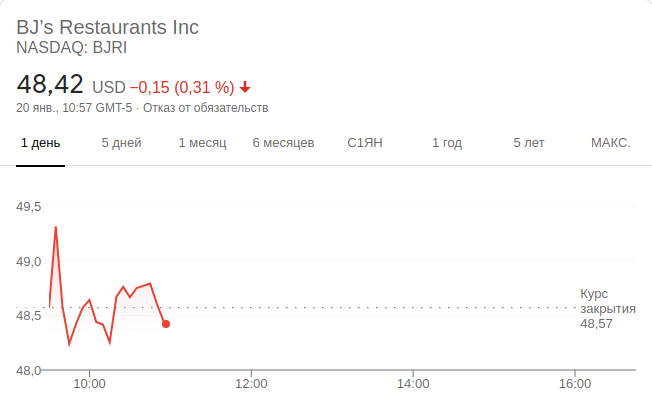 BJ’s Restaurants Inc
NASDAQ: BJRI
48,42 USD −0,15 (0,31 %)
20 янв., 10:57 GMT-5 · Отказ от обязательств
1 день 5 дней 1 месяц 6 месяцев С1ЯН 1 год 5 лет МАКС.
49,5
49,0
Курс
закрытия
48,57
48,5
48,0
10:00 12:00 14:00 16:00